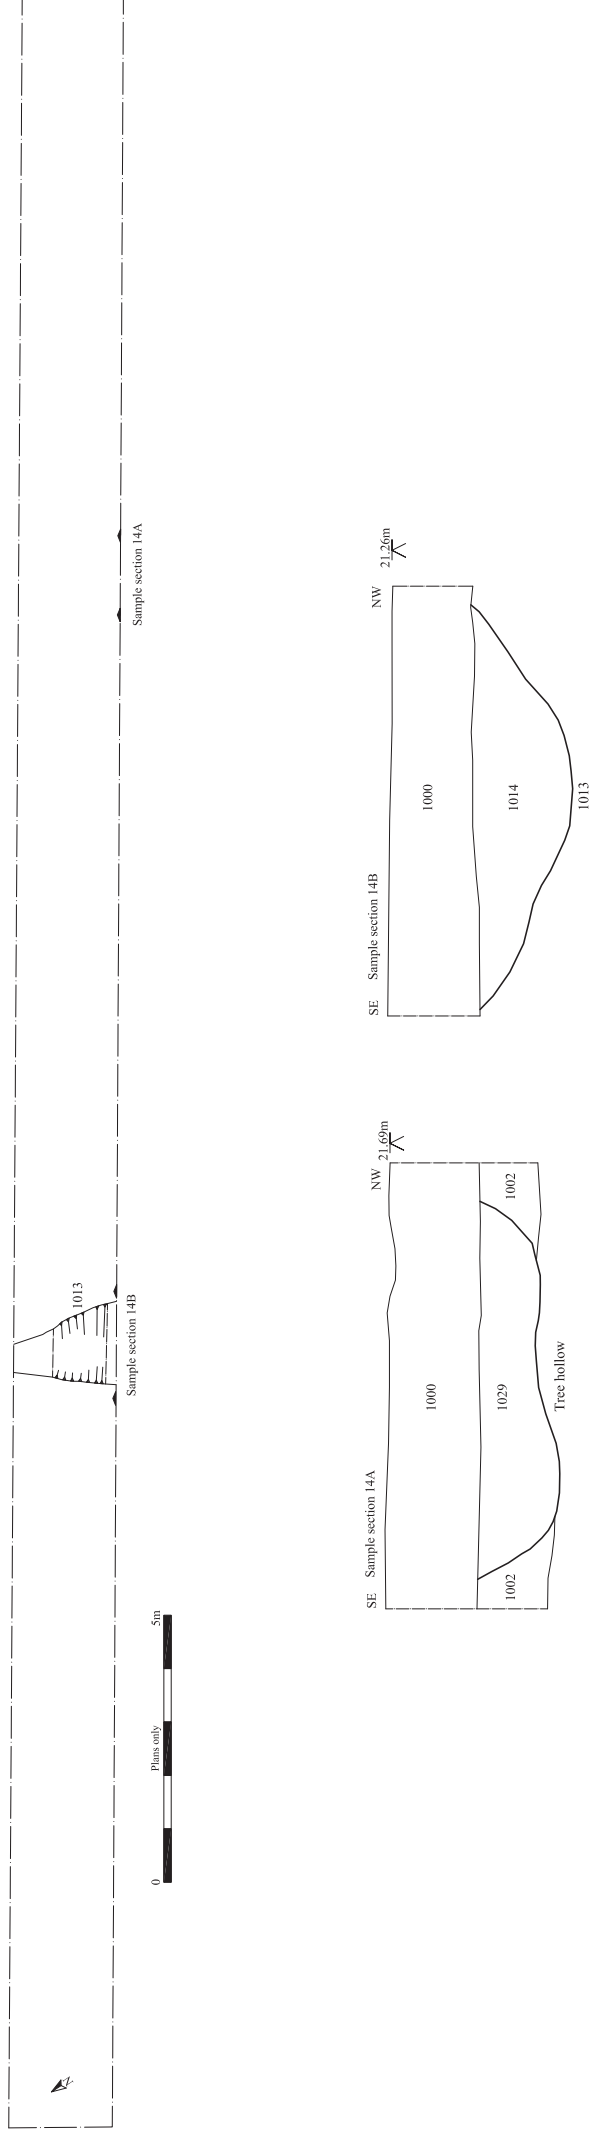 Sample section 14A
1013
Sample section 14B
0
Plans only
5m
N
SE
Sample section 14B
NW
21.26m
1000
1014
1013
SE
Sample section 14A
NW
21.69m
1000
1002
1029
1002
Tree hollow